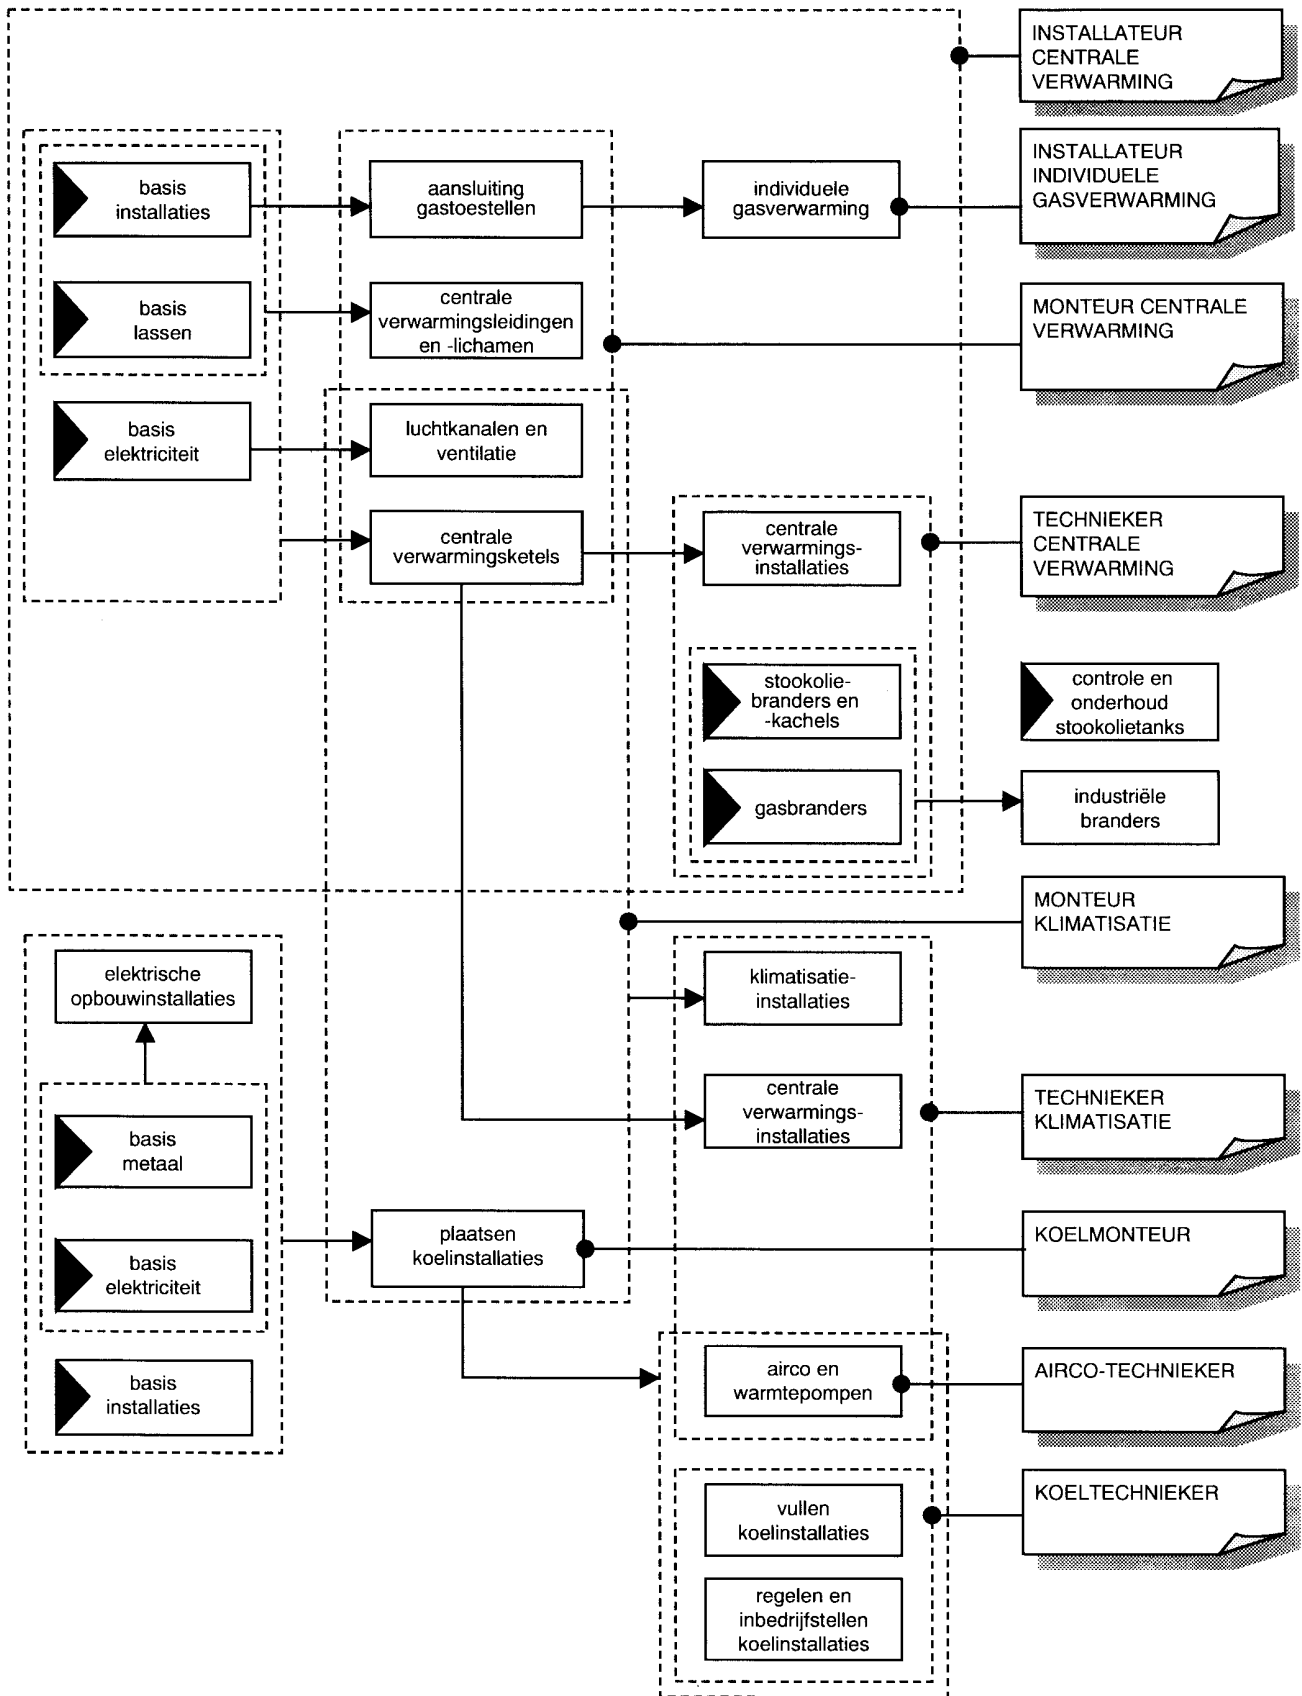 INSTALLATEUR
CENTRALE
VERWARMING
basis
installaties
aansluiting
gastoestellen
individuele
gasverwarming
INSTALLATEUR
INDIVIDUELE
GASVERWARMING
basis
lassen
centrale
verwarmingsleidingen
en -lichamen
MONTEUR CENTRALE
VERWARMING
basis
elektriciteit
luchtkanalen en
ventilatie
centrale
verwarmingsketels
centrale
verwarmings-
installaties
TECHNIEKER
CENTRALE
VERWARMING
stookolie-
branders en
-kachels
controle en
onderhoud
stookolietanks
gasbranders
industriële
branders
MONTEUR
KLIMATISATIE
elektrische
opbouwinstallaties
klimatisatie-
installaties
basis
metaal
centrale
verwarmings-
installaties
TECHNIEKER
KLIMATISATIE
basis
elektriciteit
plaatsen
koelinstallaties
KOELMONTEUR
basis
installaties
airco en
warmtepompen
AIRCO-TECHNIEKER
vullen
koelinstallaties
KOELTECHNIEKER
regelen en
inbedrijfstellen
koelinstallaties